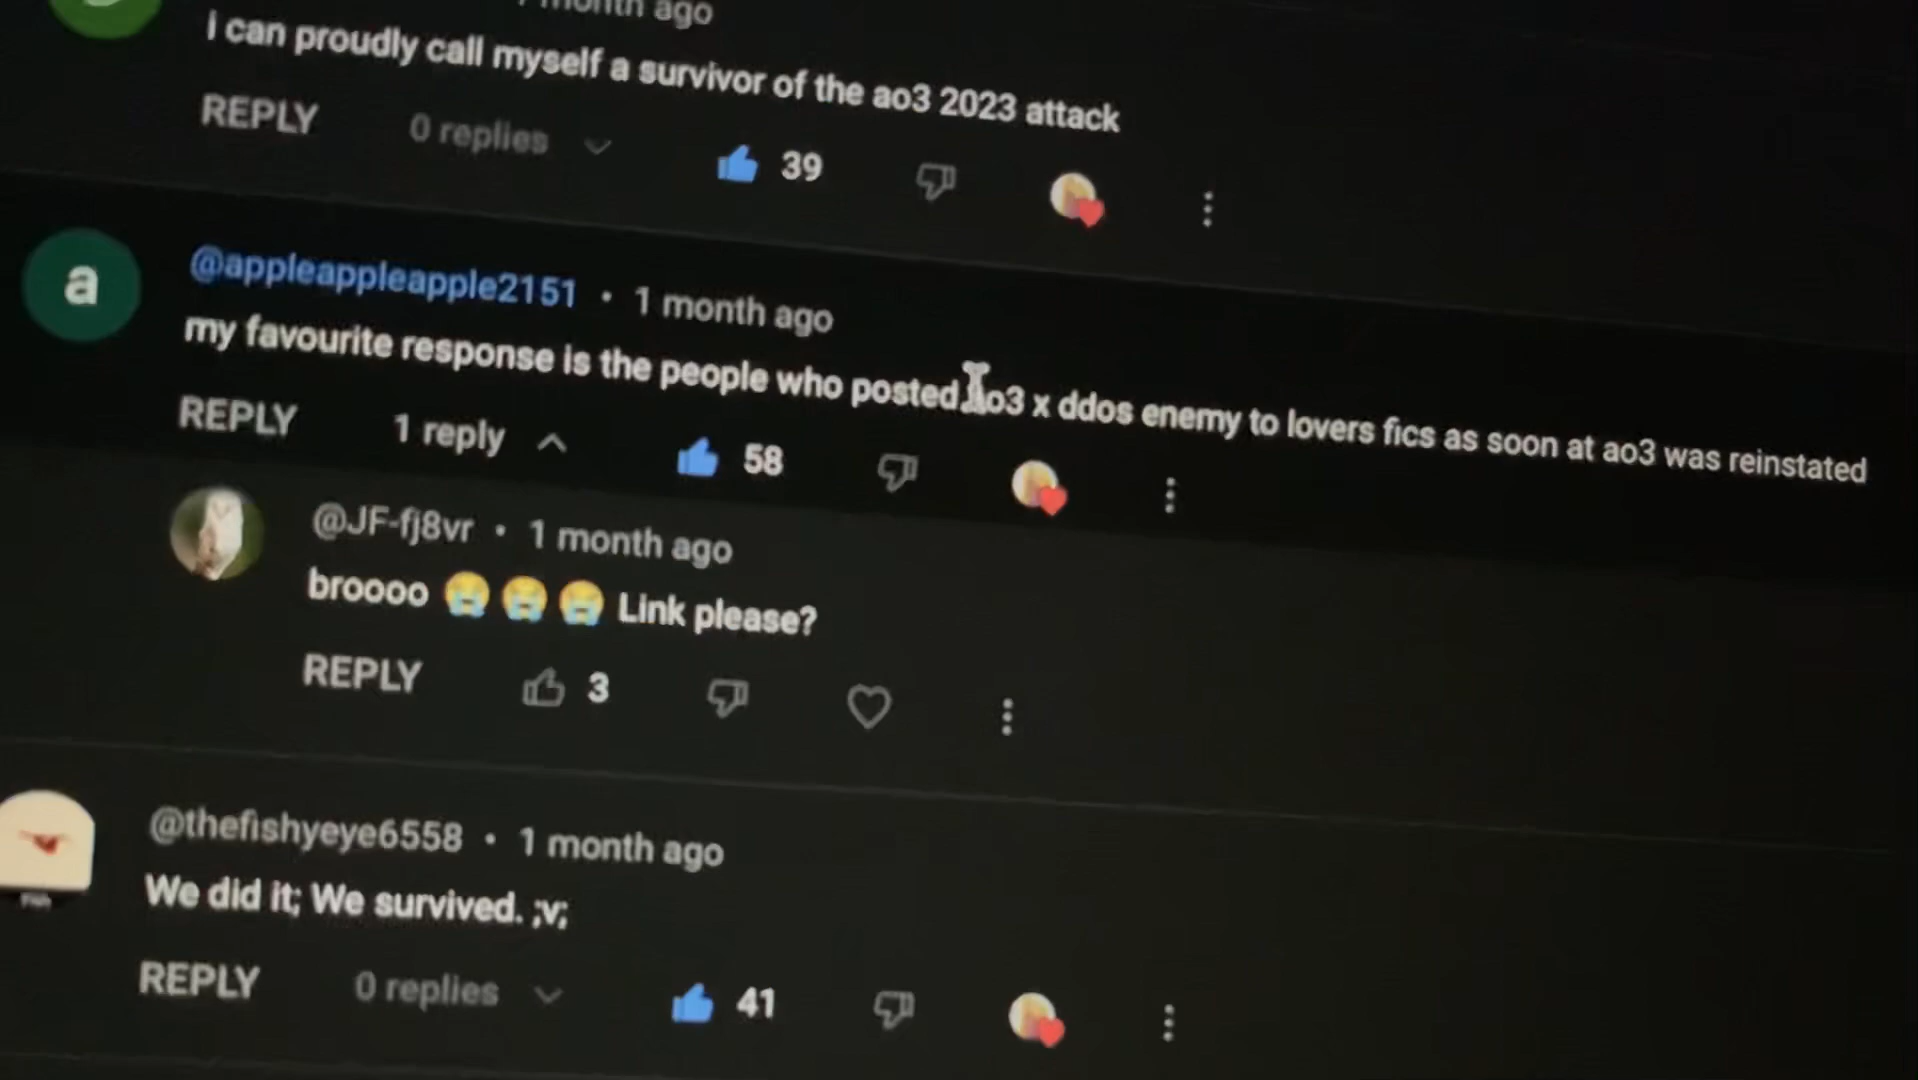 month ago
I can proudly call myself a survivor of the ao3 2023 attack
REPLY 0 replies 39
a
@appleappleapple2151 • 1 month ago
my favourite response is the people who posted ao3 x ddos enemy to lovers fics as soon at ao3 was reinstated
REPLY 1 reply 58
@JF-fj8vr • 1 month ago
broooo 😭😭😭 Link please?
REPLY 3
@thefishyeye6558 • 1 month ago
We did it; We survived. ;v;
REPLY 0 replies 41